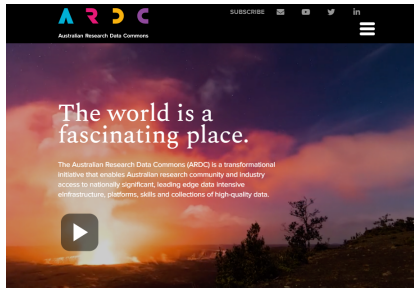 ARDC
SUBSCRIBE
Australian Research Data Commons
The world is a
fascinating place.
The Australian Research Data Commons (ARDC) is a transformational
initiative that enables Australian research community and industry
access to nationally significant, leading edge data intensive
eInfrastructure, platforms, skills and collections of high-quality data.